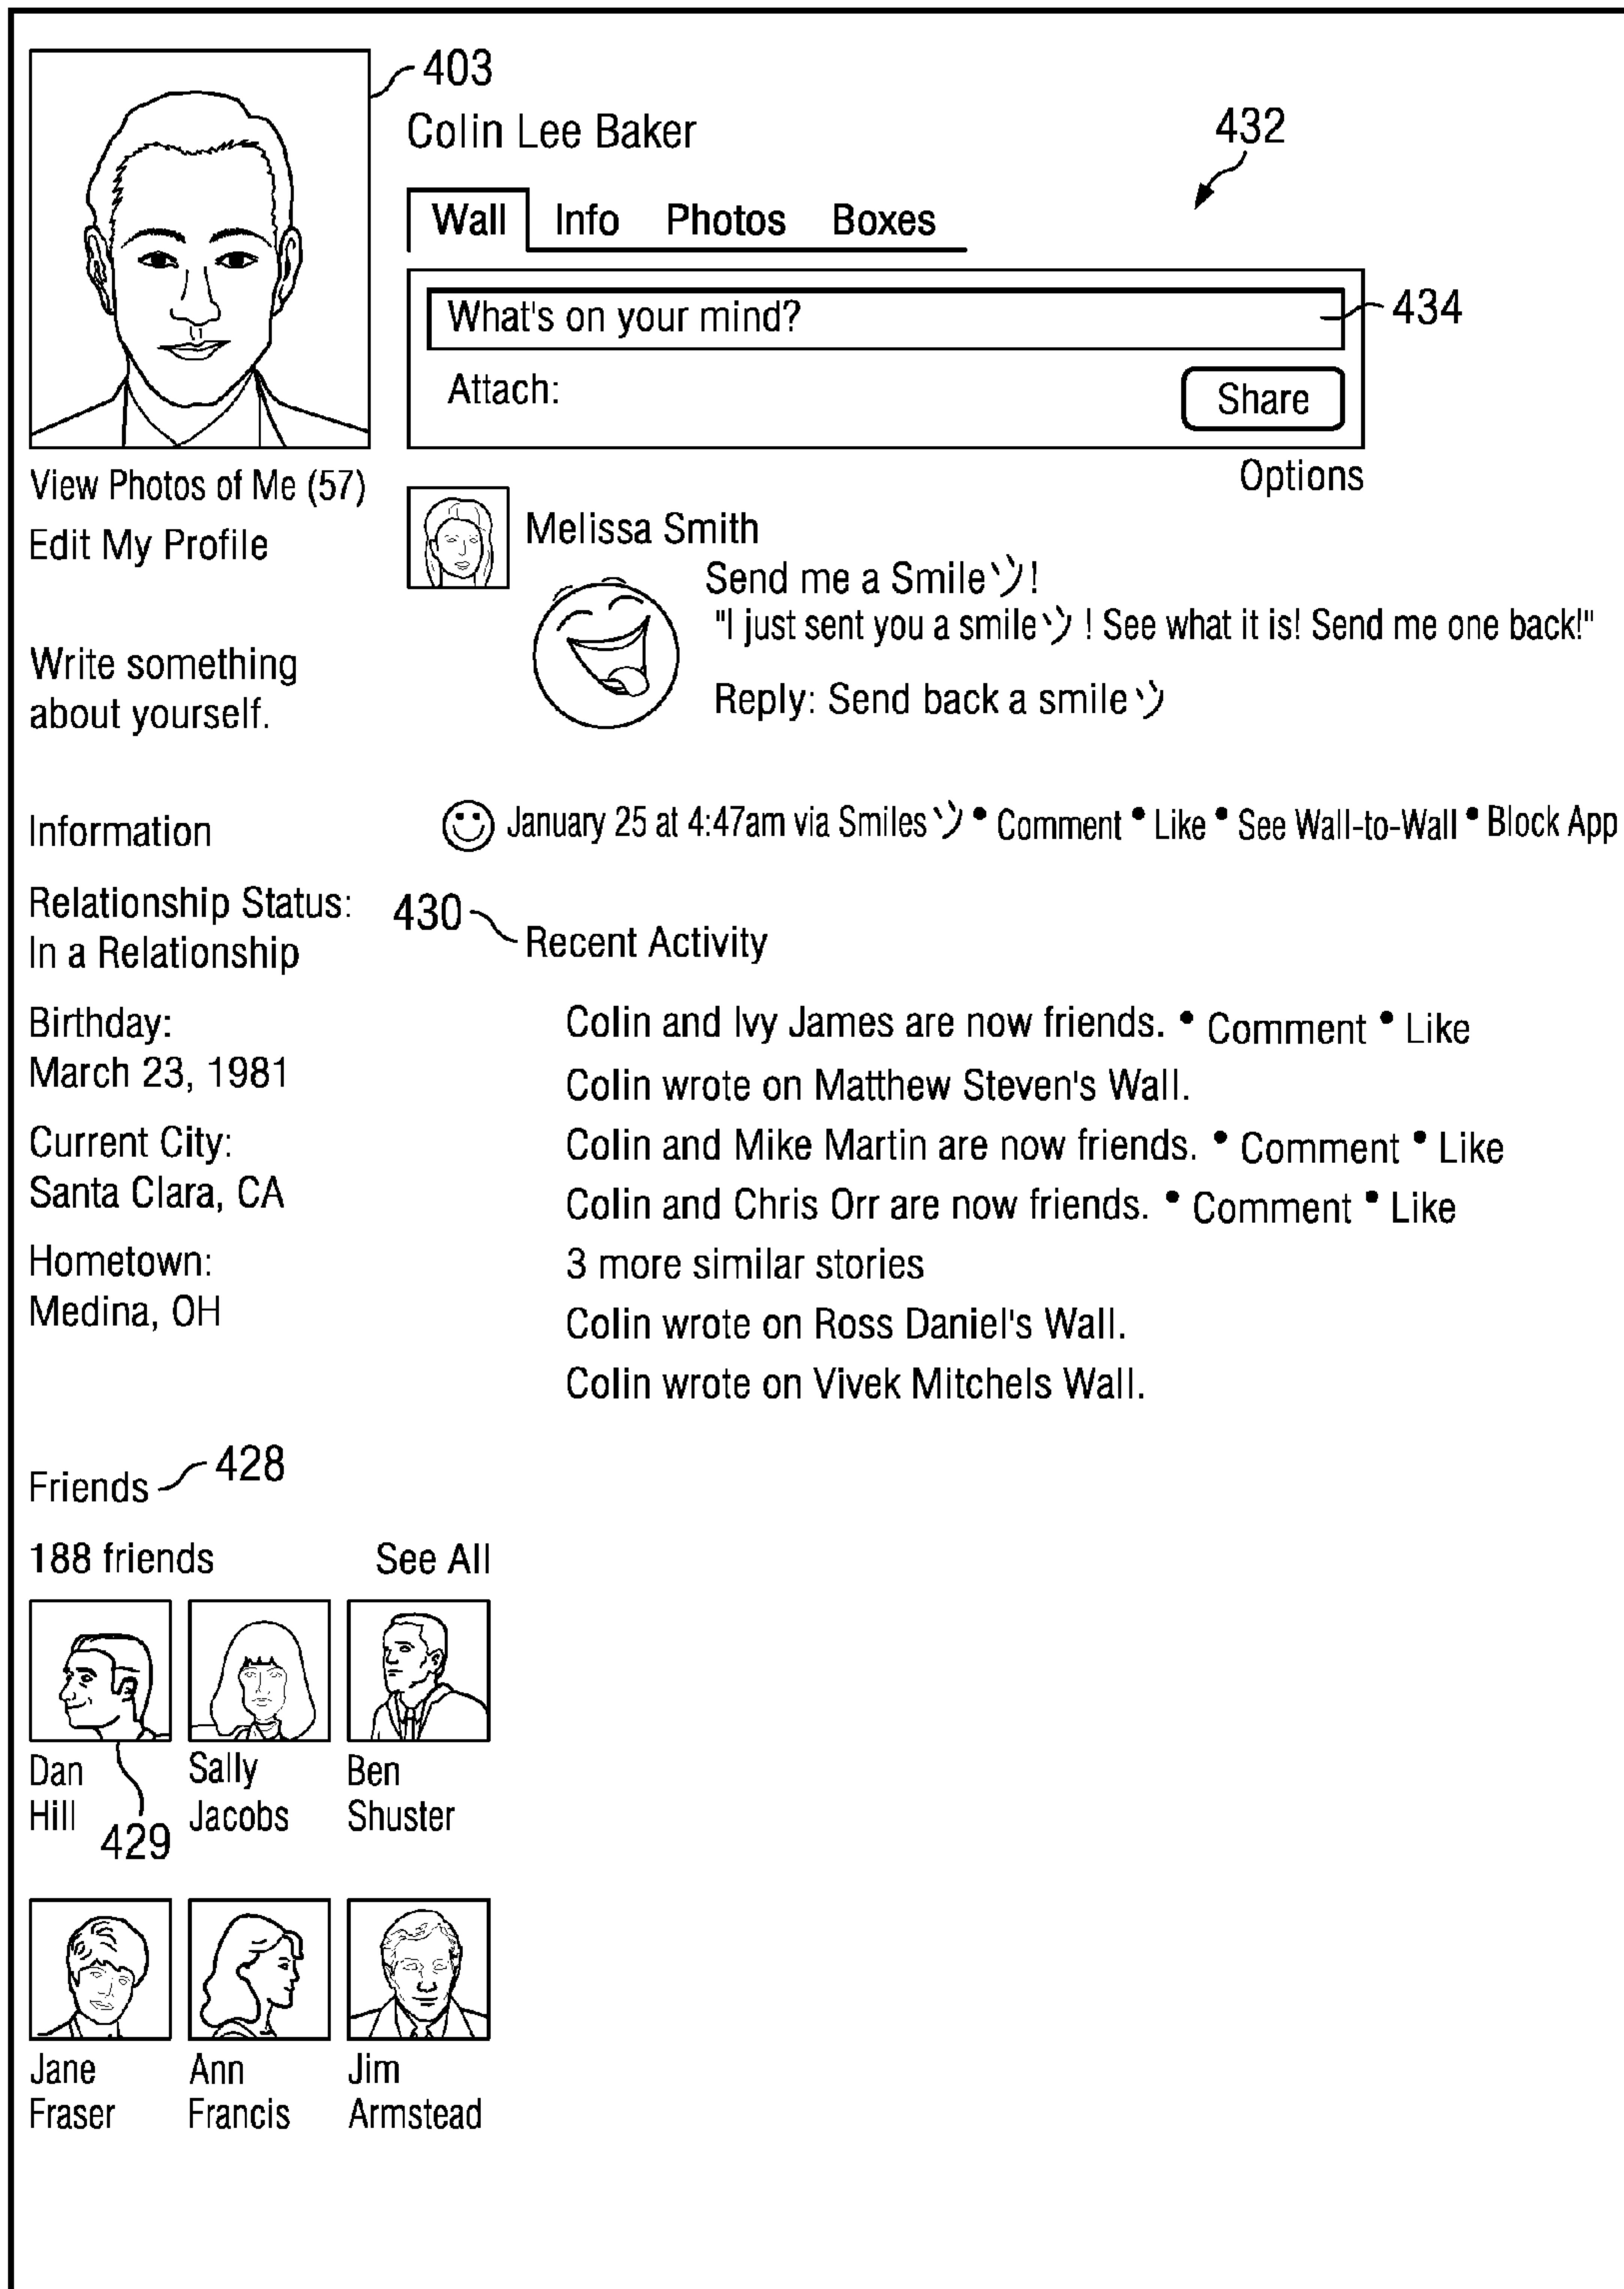 403
Colin Lee Baker
432
Wall Info Photos Boxes
What's on your mind?
434
Attach:
Share
Options
View Photos of Me (57)
Edit My Profile
Write something
about yourself.
Melissa Smith
Send me a Smileツ!
"I just sent you a smileツ ! See what it is! Send me one back!"
Reply: Send back a smileツ
January 25 at 4:47am via Smilesツ • Comment • Like • See Wall-to-Wall • Block App
Information
Relationship Status:
In a Relationship
Birthday:
March 23, 1981
Current City:
Santa Clara, CA
Hometown:
Medina, OH
430
Recent Activity
Colin and Ivy James are now friends. • Comment • Like
Colin wrote on Matthew Steven's Wall.
Colin and Mike Martin are now friends. • Comment • Like
Colin and Chris Orr are now friends. • Comment • Like
3 more similar stories
Colin wrote on Ross Daniel's Wall.
Colin wrote on Vivek Mitchels Wall.
Friends
428
188 friends See All
Dan
Hill
429
Sally
Jacobs
Ben
Shuster
Jane
Fraser
Ann
Francis
Jim
Armstead